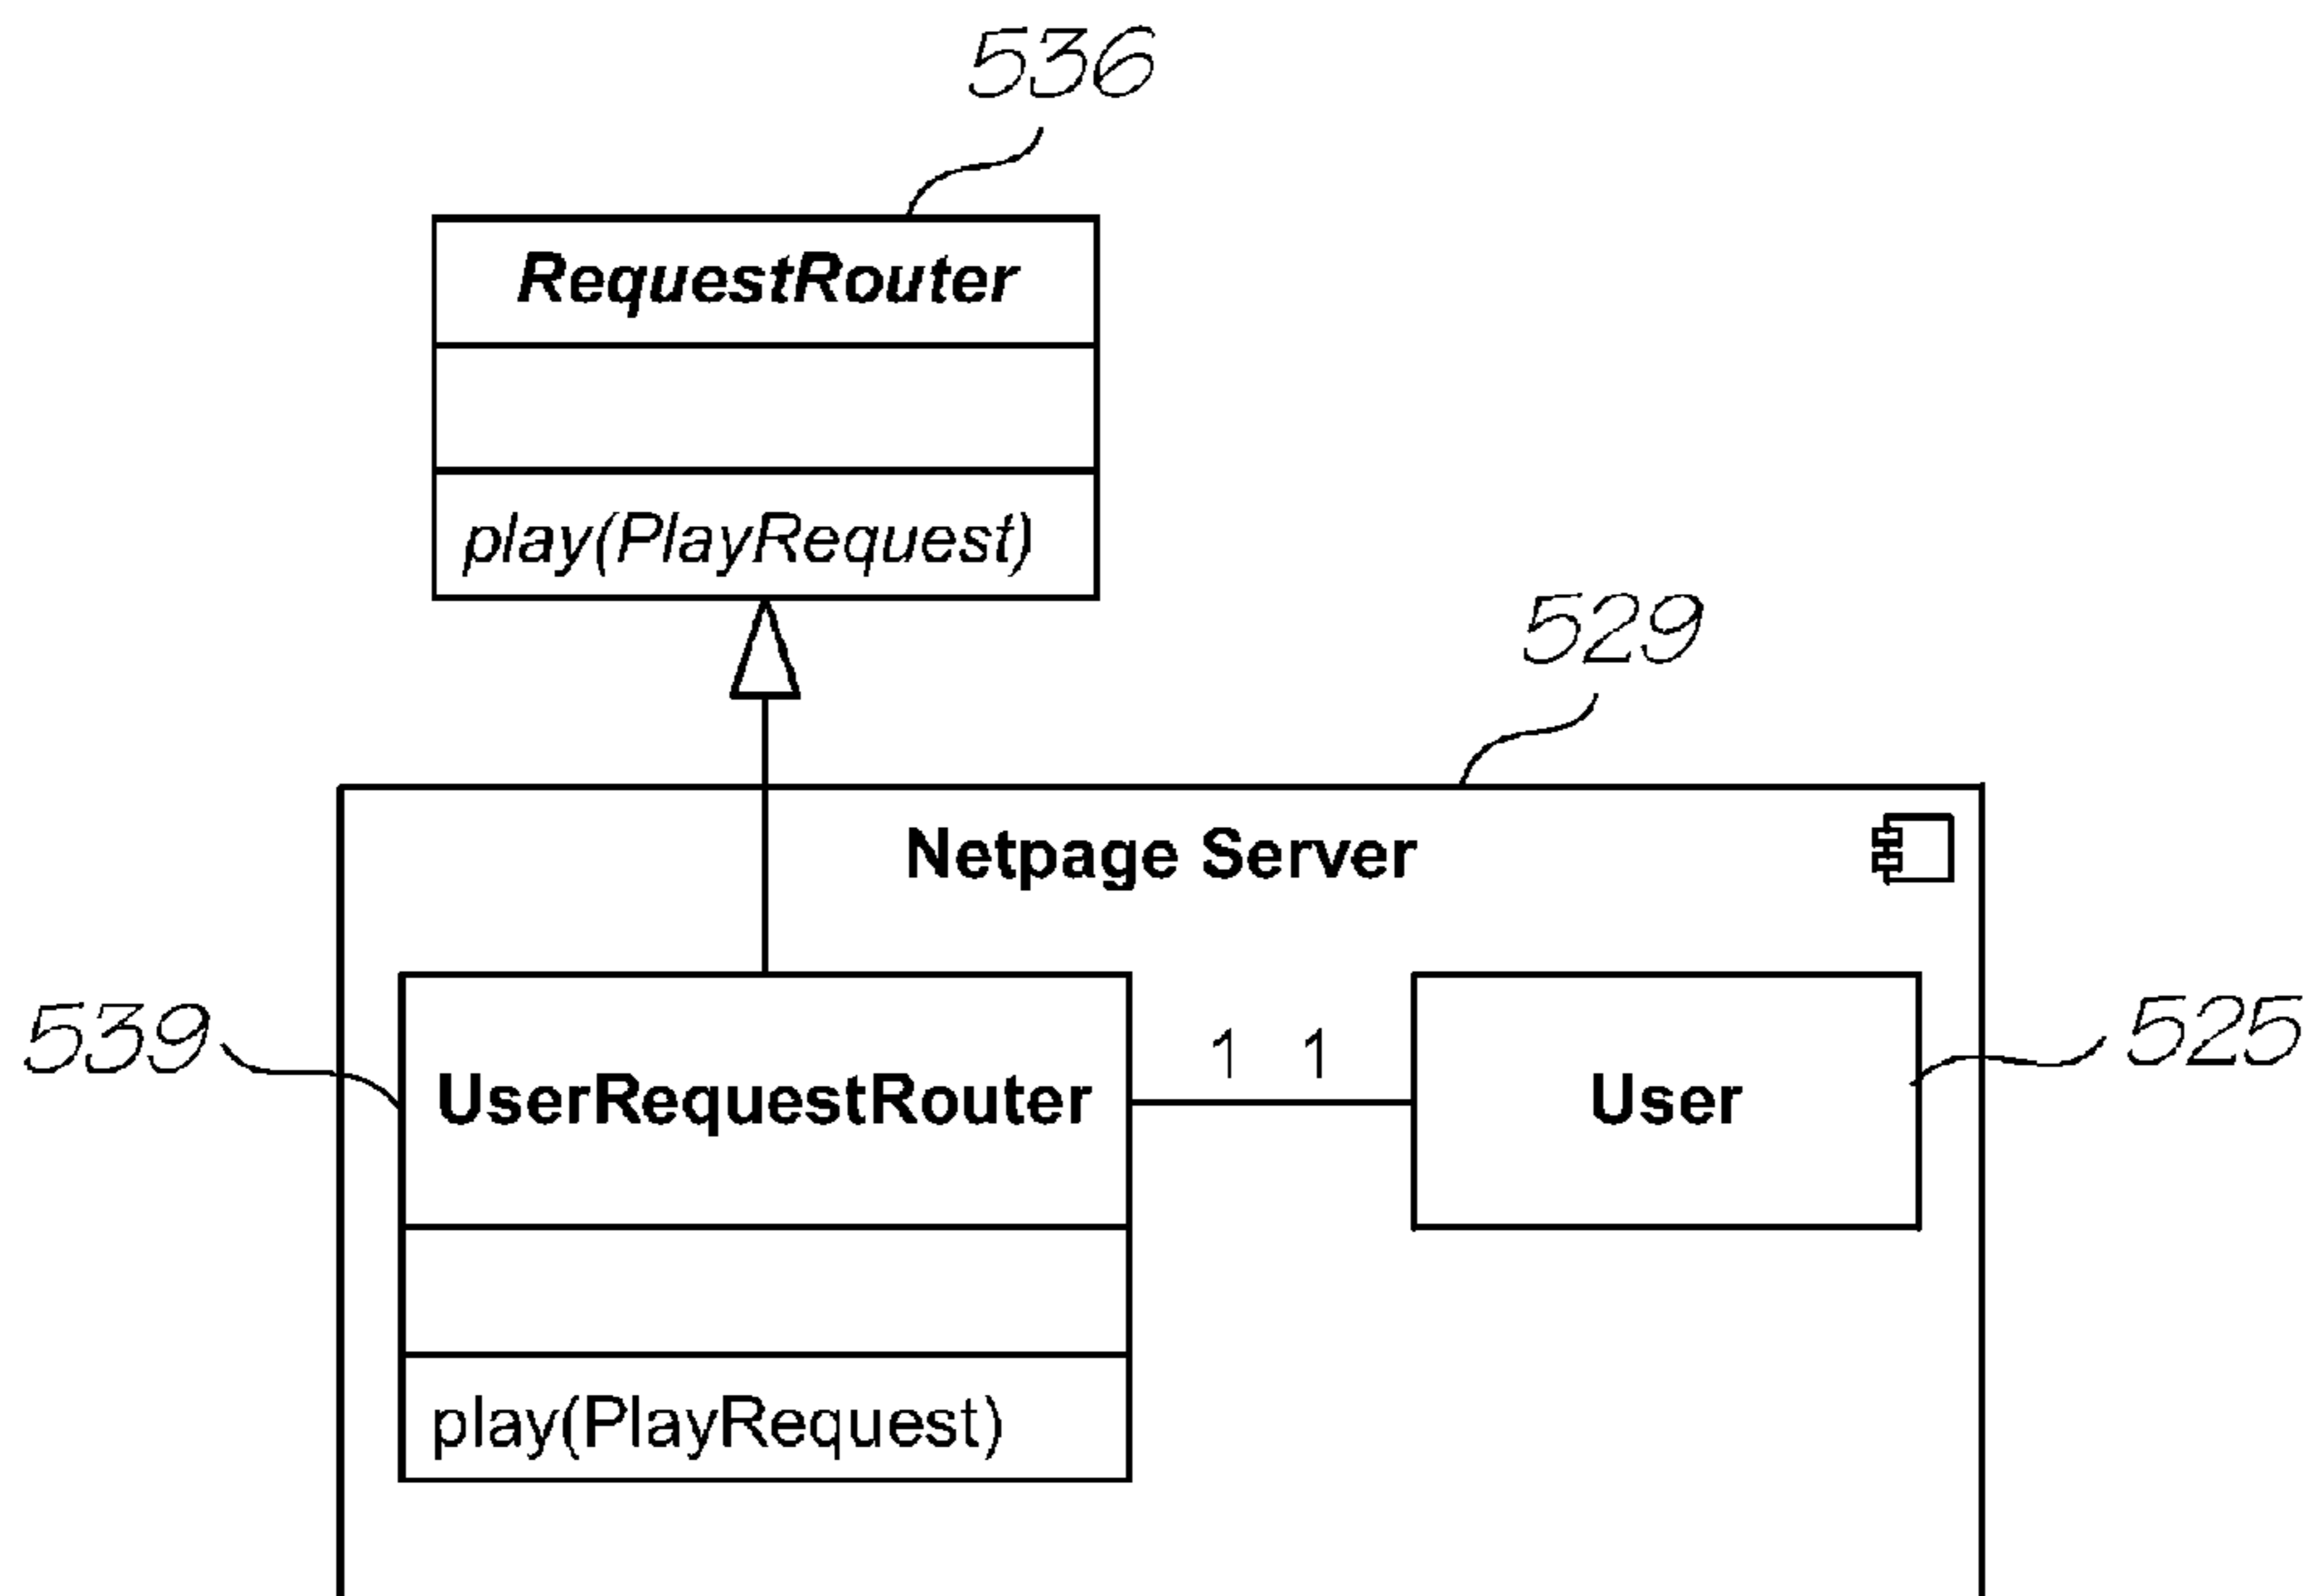 536
RequestRouter
play(PlayRequest)
529
Netpage Server
539
UserRequestRouter
1 1
User
525
play(PlayRequest)